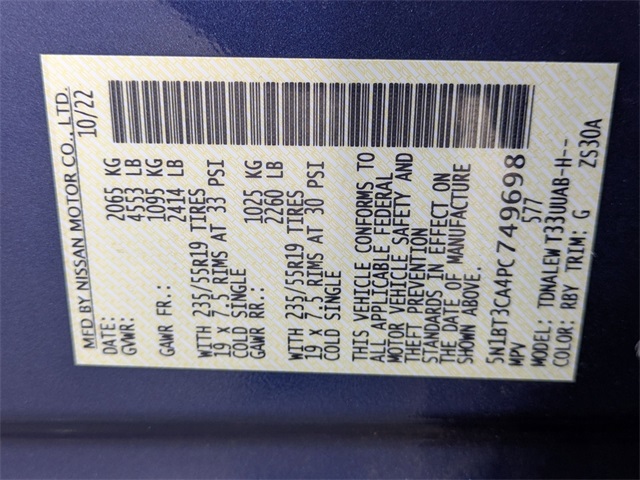 MFD BY NISSAN MOTOR CO., LTD.
DATE: 10/22
GVWR: 2065 KG
4553 LB
GAWR FR.: 1095 KG
2414 LB
WITH 235/55R19 TIRES
19 X 7.5 RIMS AT 33 PSI
COLD SINGLE
GAWR RR.: 1025 KG
2260 LB
WITH 235/55R19 TIRES
19 X 7.5 RIMS AT 30 PSI
COLD SINGLE
THIS VEHICLE CONFORMS TO
ALL APPLICABLE FEDERAL
MOTOR VEHICLE SAFETY AND
THEFT PREVENTION
STANDARDS IN EFFECT ON
THE DATE OF MANUFACTURE
SHOWN ABOVE.
5N1BT3CA4PC749698
MPV 577
MODEL: TDNALEW T33UUAB-H--
COLOR: RBY TRIM: G ZS30A